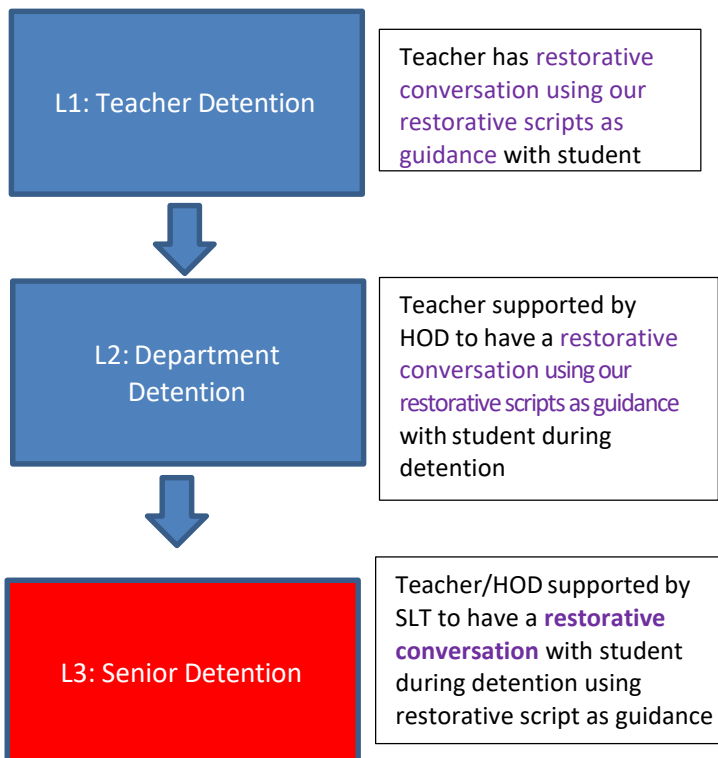 L1: Teacher Detention
Teacher has restorative
conversation using our
restorative scripts as
guidance with student
L2: Department
Detention
Teacher supported by
HOD to have a restorative
conversation using our
restorative scripts as guidance
with student during
detention
L3: Senior Detention
Teacher/HOD supported by
SLT to have a restorative
conversation with student
during detention using
restorative script as guidance